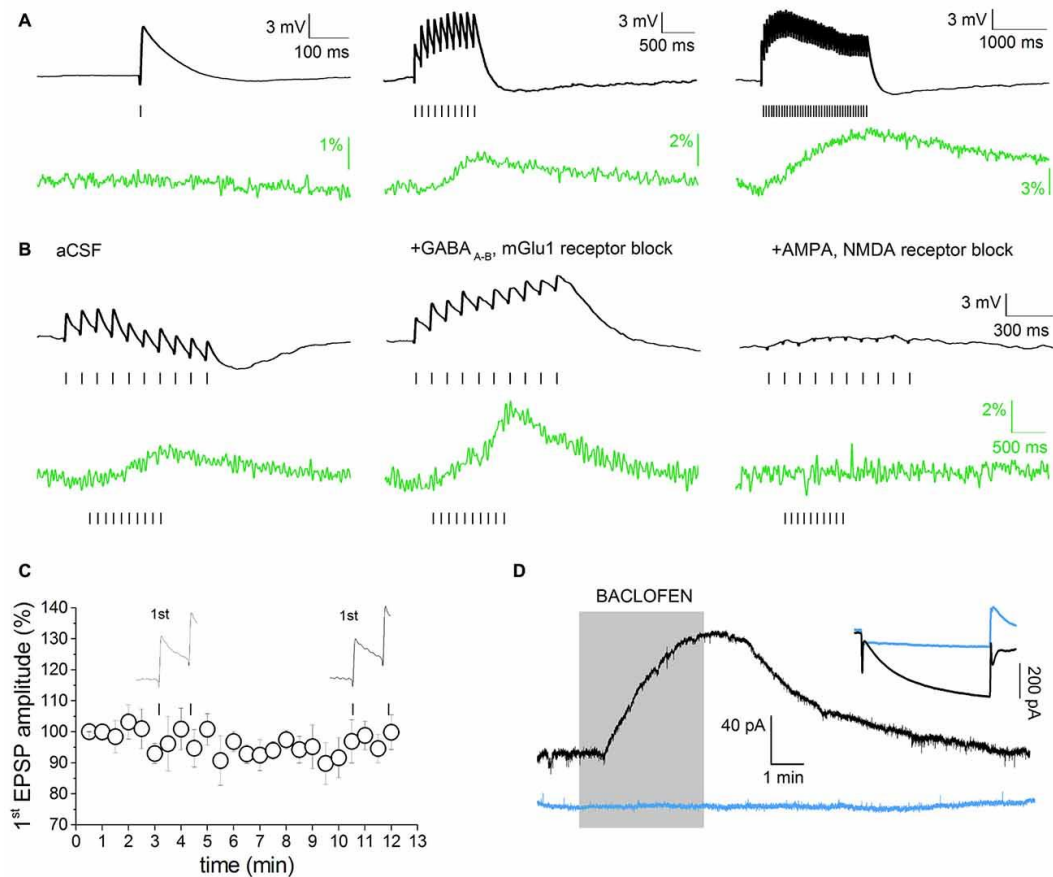 A
3 mV
100 ms
3 mV
500 ms
3 mV
1000 ms
1%
2%
3%
B
aCSF
+GABA A-B, mGlu1 receptor block
+AMPA, NMDA receptor block
3 mV
300 ms
2%
500 ms
C
1st EPSP amplitude (%)
140
130
120
110
100
90
80
70
1st
1st
0 1 2 3 4 5 6 7 8 9 10 11 12 13
time (min)
D
BACLOFEN
200 pA
40 pA
1 min